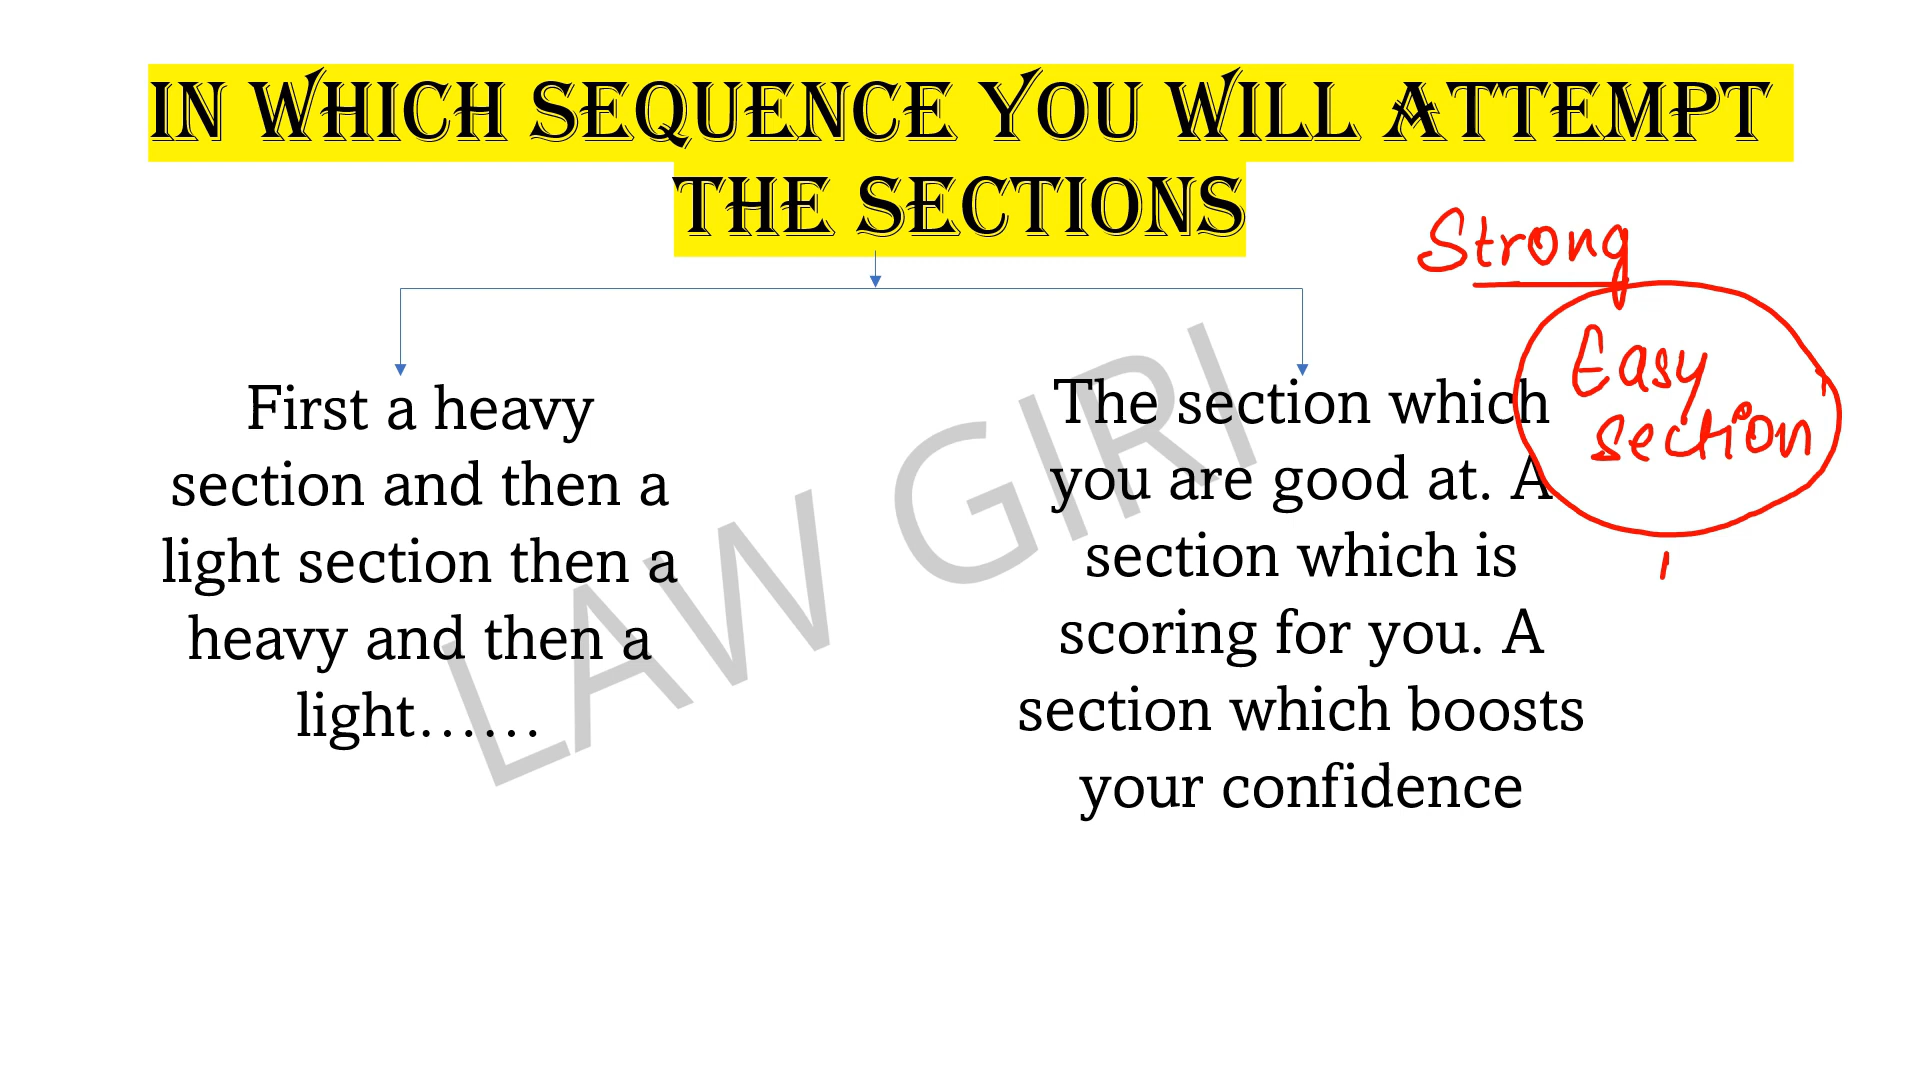 IN WHICH SEQUENCE YOU WILL ATTEMPT
THE SECTIONS
First a heavy
section and then a
light section then a
heavy and then a
light......
The section which
you are good at. A
section which is
scoring for you. A
section which boosts
your confidence
Strong
Easy
section
LAW GIRI